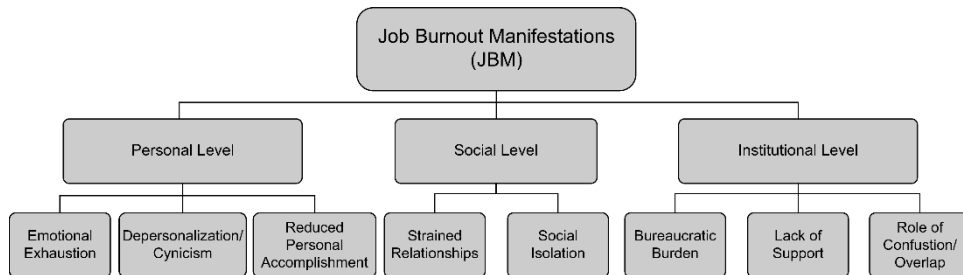 Job Burnout Manifestations
(JBM)
Personal Level
Social Level
Institutional Level
Emotional
Exhaustion
Depersonalization/
Cynicism
Reduced
Personal
Accomplishment
Strained
Relationships
Social
Isolation
Bureaucratic
Burden
Lack of
Support
Role of
Confustion/
Overlap